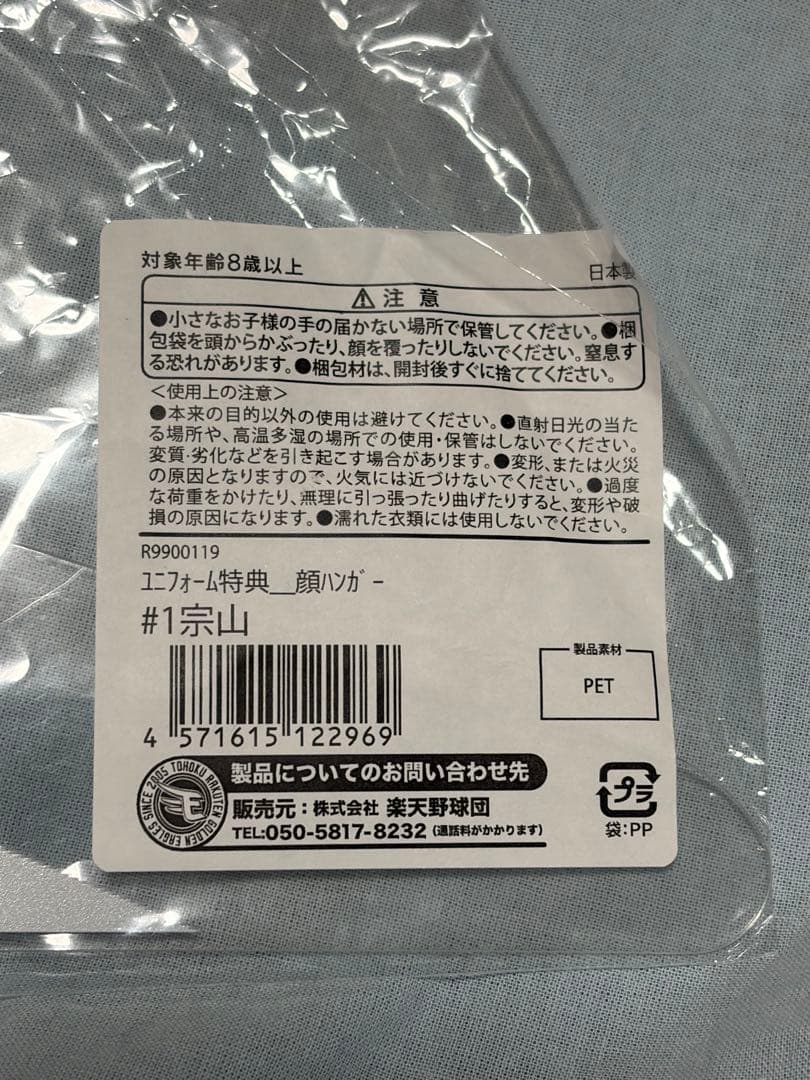 対象年齢8歳以上
日本製
⚠注意
●小さなお子様の手の届かない場所で保管してください。●梱
包袋を頭からかぶったり、顔を覆ったりしないでください。窒息す
る恐れがあります。●梱包材は、開封後すぐに捨ててください。
＜使用上の注意＞
●本来の目的以外の使用は避けてください。●直射日光の当た
る場所や、高温多湿の場所での使用・保管はしないでください。
変質・劣化などを引き起こす場合があります。●変形、または火災
の原因となりますので、火気には近づけないでください。●過度
な荷重をかけたり、無理に引っ張ったり曲げたりすると、変形や破
損の原因になります。●濡れた衣類には使用しないでください。
R9900119
ﾕﾆﾌｫｰﾑ特典__顔ﾊﾝｶﾞｰ
#1宗山
製品素材
PET
4 571615 122969
SINCE 2005 TOHOKU RAKUTEN GOLDEN EAGLES
製品についてのお問い合わせ先
販売元：株式会社 楽天野球団
TEL:050-5817-8232（通話料がかかります）
プラ
袋:PP